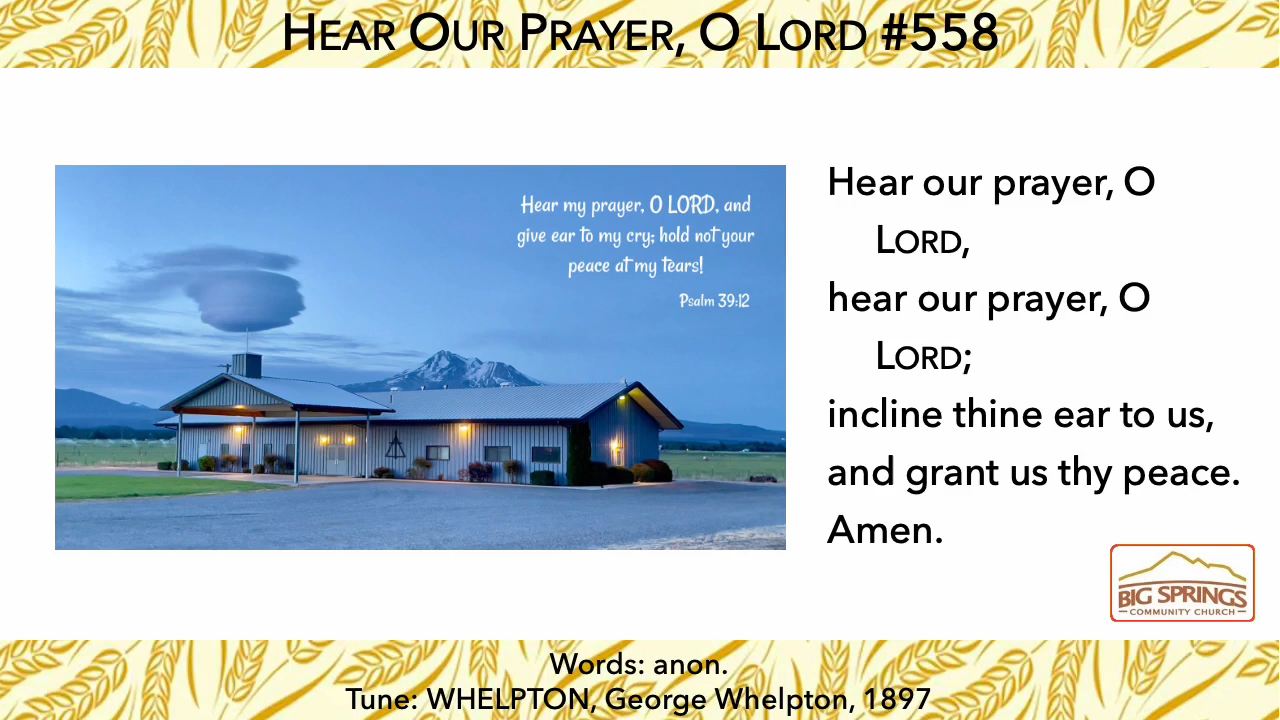 HEAR OUR PRAYER, O LORD #558
Hear my prayer, O LORD, and
give ear to my cry; hold not your
peace at my tears!
Psalm 39:12
Hear our prayer, O
LORD,
hear our prayer, O
LORD;
incline thine ear to us,
and grant us thy peace.
Amen.
BIG SPRINGS
COMMUNITY CHURCH
Words: anon.
Tune: WHELPTON, George Whelpton, 1897